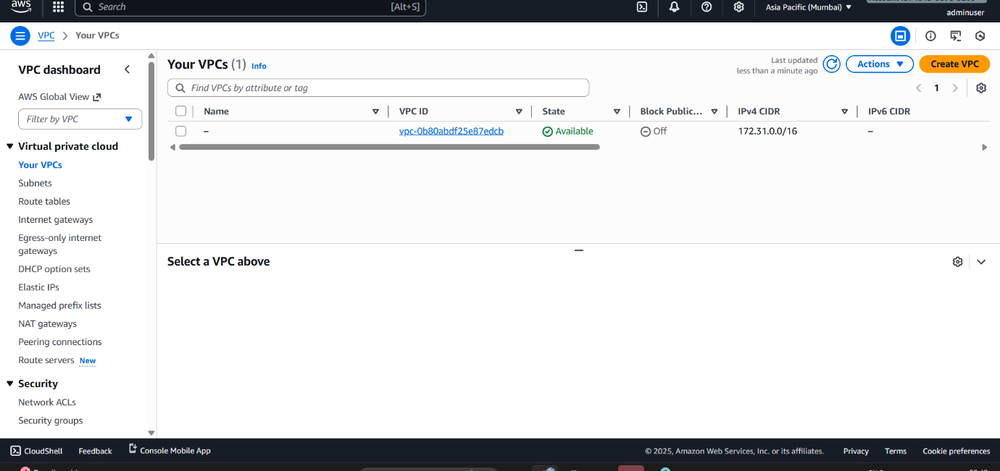 aws
Search [Alt+S]
Asia Pacific (Mumbai)
adminuser
VPC > Your VPCs
VPC dashboard
AWS Global View
Filter by VPC
Virtual private cloud
Your VPCs
Subnets
Route tables
Internet gateways
Egress-only internet
gateways
DHCP option sets
Elastic IPs
Managed prefix lists
NAT gateways
Peering connections
Route servers New
Security
Network ACLs
Security groups
Your VPCs (1) Info
Last updated
less than a minute ago
Actions
Create VPC
Find VPCs by attribute or tag
1
Name VPC ID State Block Public... IPv4 CIDR IPv6 CIDR
– vpc-0b80abdf25e87edcb Available Off 172.31.0.0/16 –
Select a VPC above
CloudShell Feedback Console Mobile App © 2025, Amazon Web Services, Inc. or its affiliates. Privacy Terms Cookie preferences